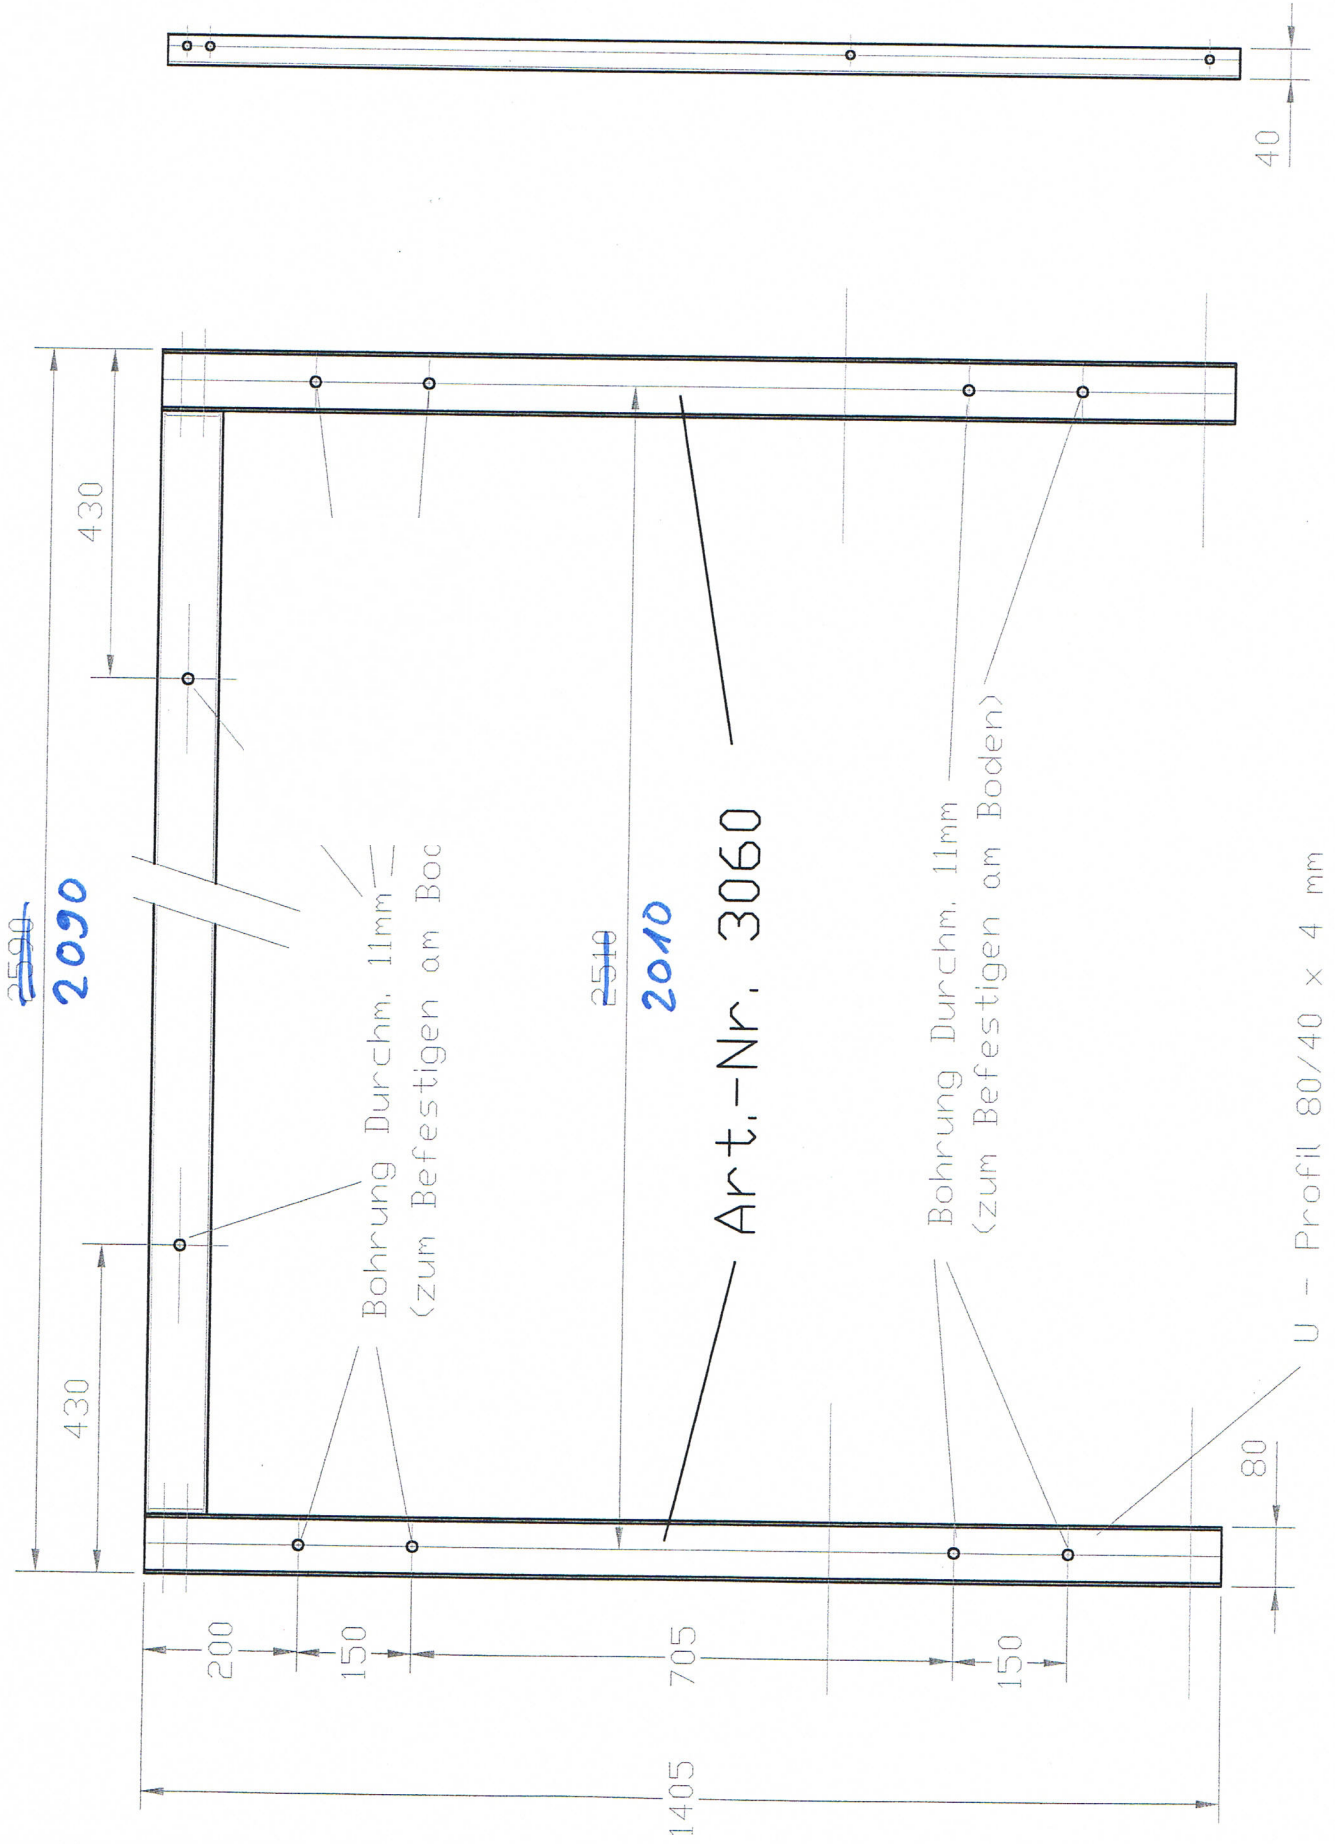 2590
2090
430
430
Bohrung Durchm. 11mm
(zum Befestigen am Boc
2510
2010
Art.-Nr. 3060
Bohrung Durchm. 11mm
(zum Befestigen am Boden)
U - Profil 80/40 x 4 mm
200
150
705
150
1405
80
40